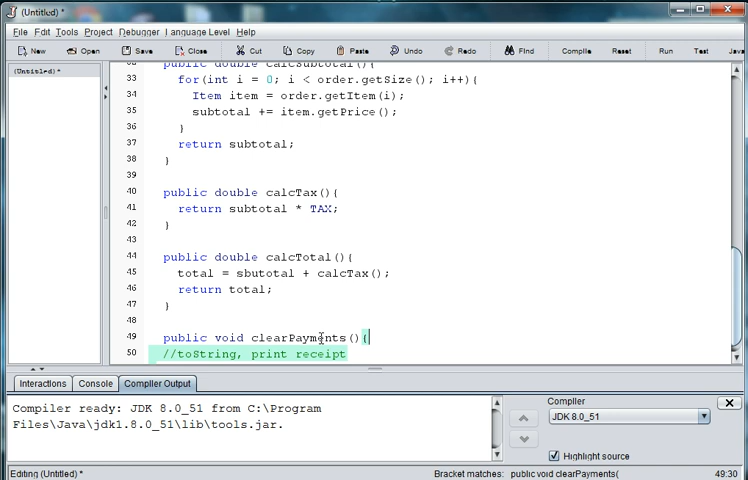 (Untitled) *
File Edit Tools Project Debugger Language Level Help
New Open Save Close Cut Copy Paste Undo Redo Find Compile Reset Run Test Java
(Untitled) *
32 public double calcSubtotal(){
33 for(int i = 0; i < order.getSize(); i++){
34 Item item = order.getItem(i);
35 subtotal += item.getPrice();
36 }
37 return subtotal;
38 }
39
40 public double calcTax(){
41 return subtotal * TAX;
42 }
43
44 public double calcTotal(){
45 total = sbutotal + calcTax();
46 return total;
47 }
48
49 public void clearPayments(){
50 //toString, print receipt
Interactions Console Compiler Output
Compiler ready: JDK 8.0_51 from C:\Program
Files\Java\jdk1.8.0_51\lib\tools.jar.
Compiler
JDK 8.0_51
Highlight source
Editing (Untitled) * Bracket matches: public void clearPayments( 49:30